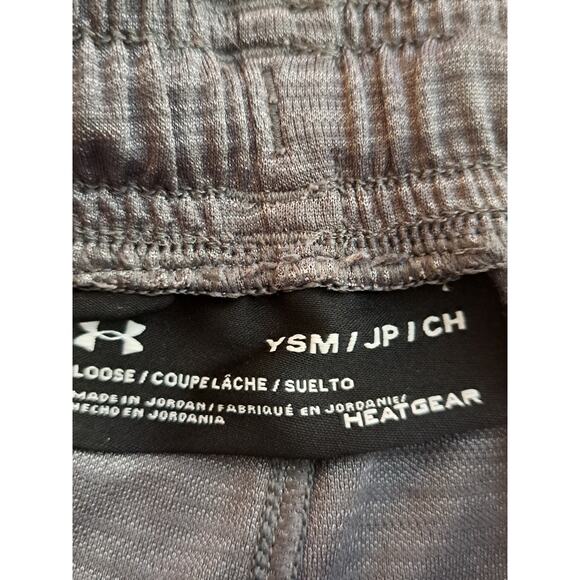 YSM / JP / CH
LOOSE / COUPE LÂCHE / SUELTO
MADE IN JORDAN / FABRIQUÉ EN JORDANIE/
HECHO EN JORDANIA
HEATGEAR